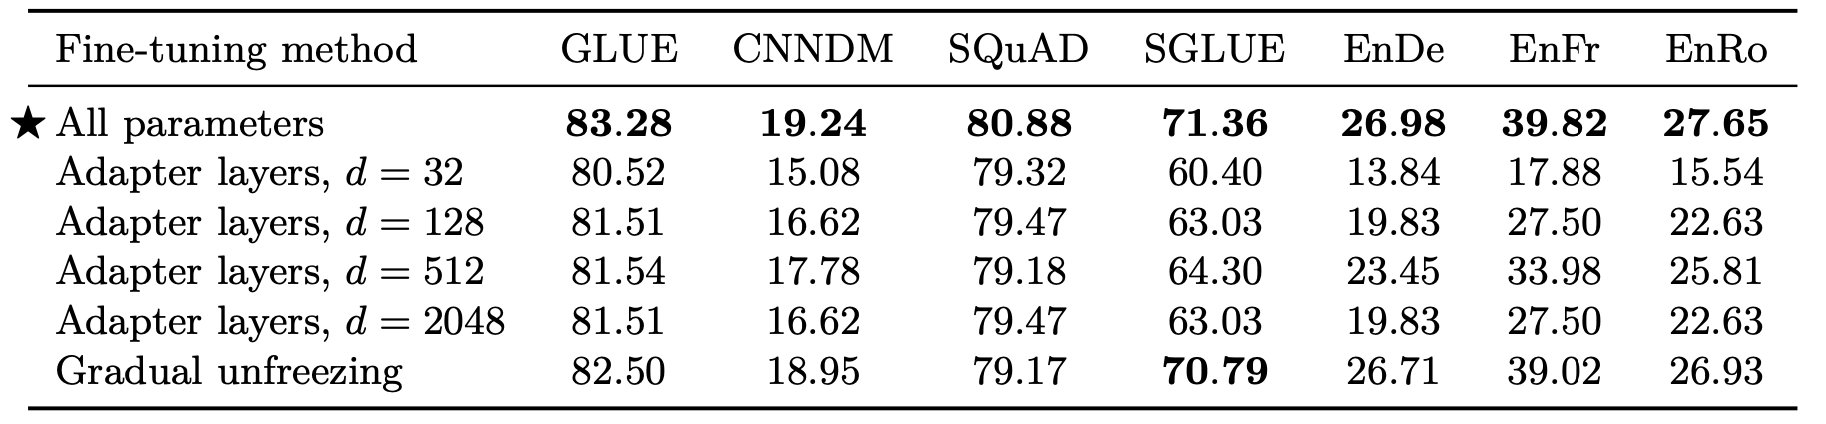 Fine-tuning method GLUE CNNDM SQuAD SGLUE EnDe EnFr EnRo
★ All parameters 83.28 19.24 80.88 71.36 26.98 39.82 27.65
Adapter layers, d = 32 80.52 15.08 79.32 60.40 13.84 17.88 15.54
Adapter layers, d = 128 81.51 16.62 79.47 63.03 19.83 27.50 22.63
Adapter layers, d = 512 81.54 17.78 79.18 64.30 23.45 33.98 25.81
Adapter layers, d = 2048 81.51 16.62 79.47 63.03 19.83 27.50 22.63
Gradual unfreezing 82.50 18.95 79.17 70.79 26.71 39.02 26.93